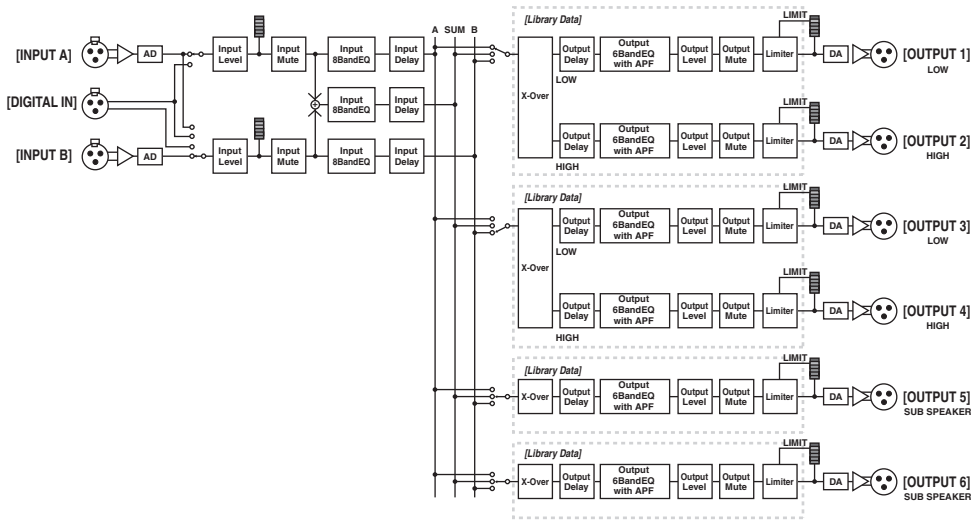 A SUM B
[INPUT A]
AD
Input Level
Input Mute
Input 8BandEQ
Input Delay
[DIGITAL IN]
Input 8BandEQ
Input Delay
[INPUT B]
AD
Input Level
Input Mute
Input 8BandEQ
Input Delay
[Library Data]
LIMIT
X-Over
Output Delay
Output 6BandEQ with APF
Output Level
Output Mute
Limiter
DA
[OUTPUT 1]
LOW
LOW
Output Delay
Output 6BandEQ with APF
Output Level
Output Mute
LIMIT
Limiter
DA
[OUTPUT 2]
HIGH
HIGH
[Library Data]
LIMIT
X-Over
Output Delay
Output 6BandEQ with APF
Output Level
Output Mute
Limiter
DA
[OUTPUT 3]
LOW
LOW
Output Delay
Output 6BandEQ with APF
Output Level
Output Mute
LIMIT
Limiter
DA
[OUTPUT 4]
HIGH
HIGH
[Library Data]
LIMIT
X-Over
Output Delay
Output 6BandEQ with APF
Output Level
Output Mute
Limiter
DA
[OUTPUT 5]
SUB SPEAKER
[Library Data]
LIMIT
X-Over
Output Delay
Output 6BandEQ with APF
Output Level
Output Mute
Limiter
DA
[OUTPUT 6]
SUB SPEAKER